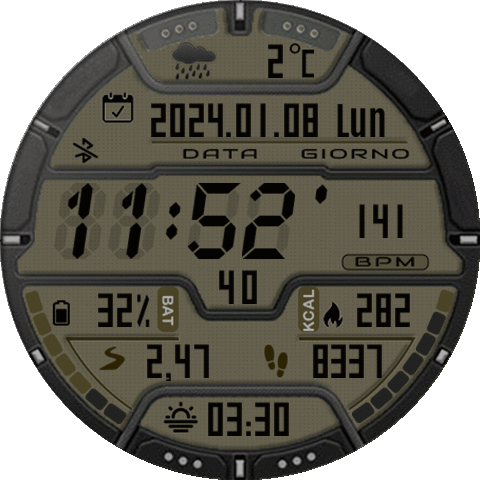 2°C
2024.01.08 Lun
DATA GIORNO
11:52 141
BPM
40
32% BAT KCAL 282
2,47 8337
03:30